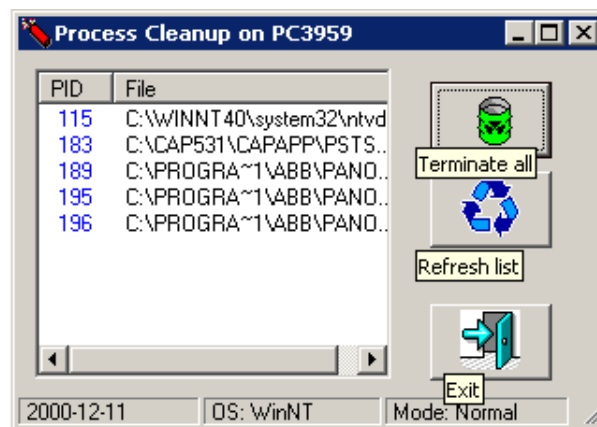 Process Cleanup on PC3959
PID File
115 C:\WINNT40\system32\ntvd
183 C:\CAP531\CAPAPP\PSTS..
189 C:\PROGRA~1\ABB\PANO..
195 C:\PROGRA~1\ABB\PANO..
196 C:\PROGRA~1\ABB\PANO..
Terminate all
Refresh list
Exit
2000-12-11 OS: WinNT Mode: Normal